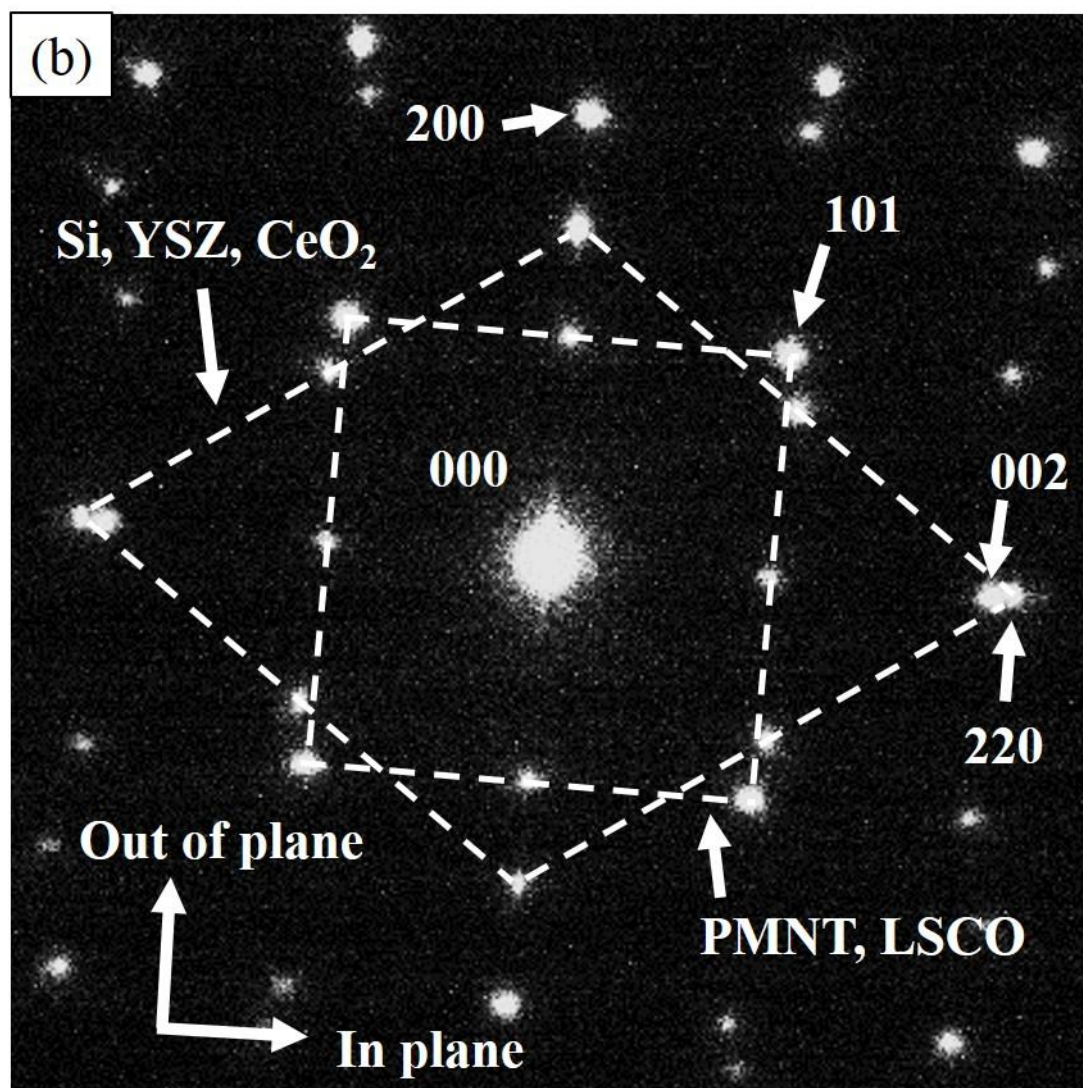 (b)
200
101
Si, YSZ, CeO₂
000
002
220
Out of plane
PMNT, LSCO
In plane